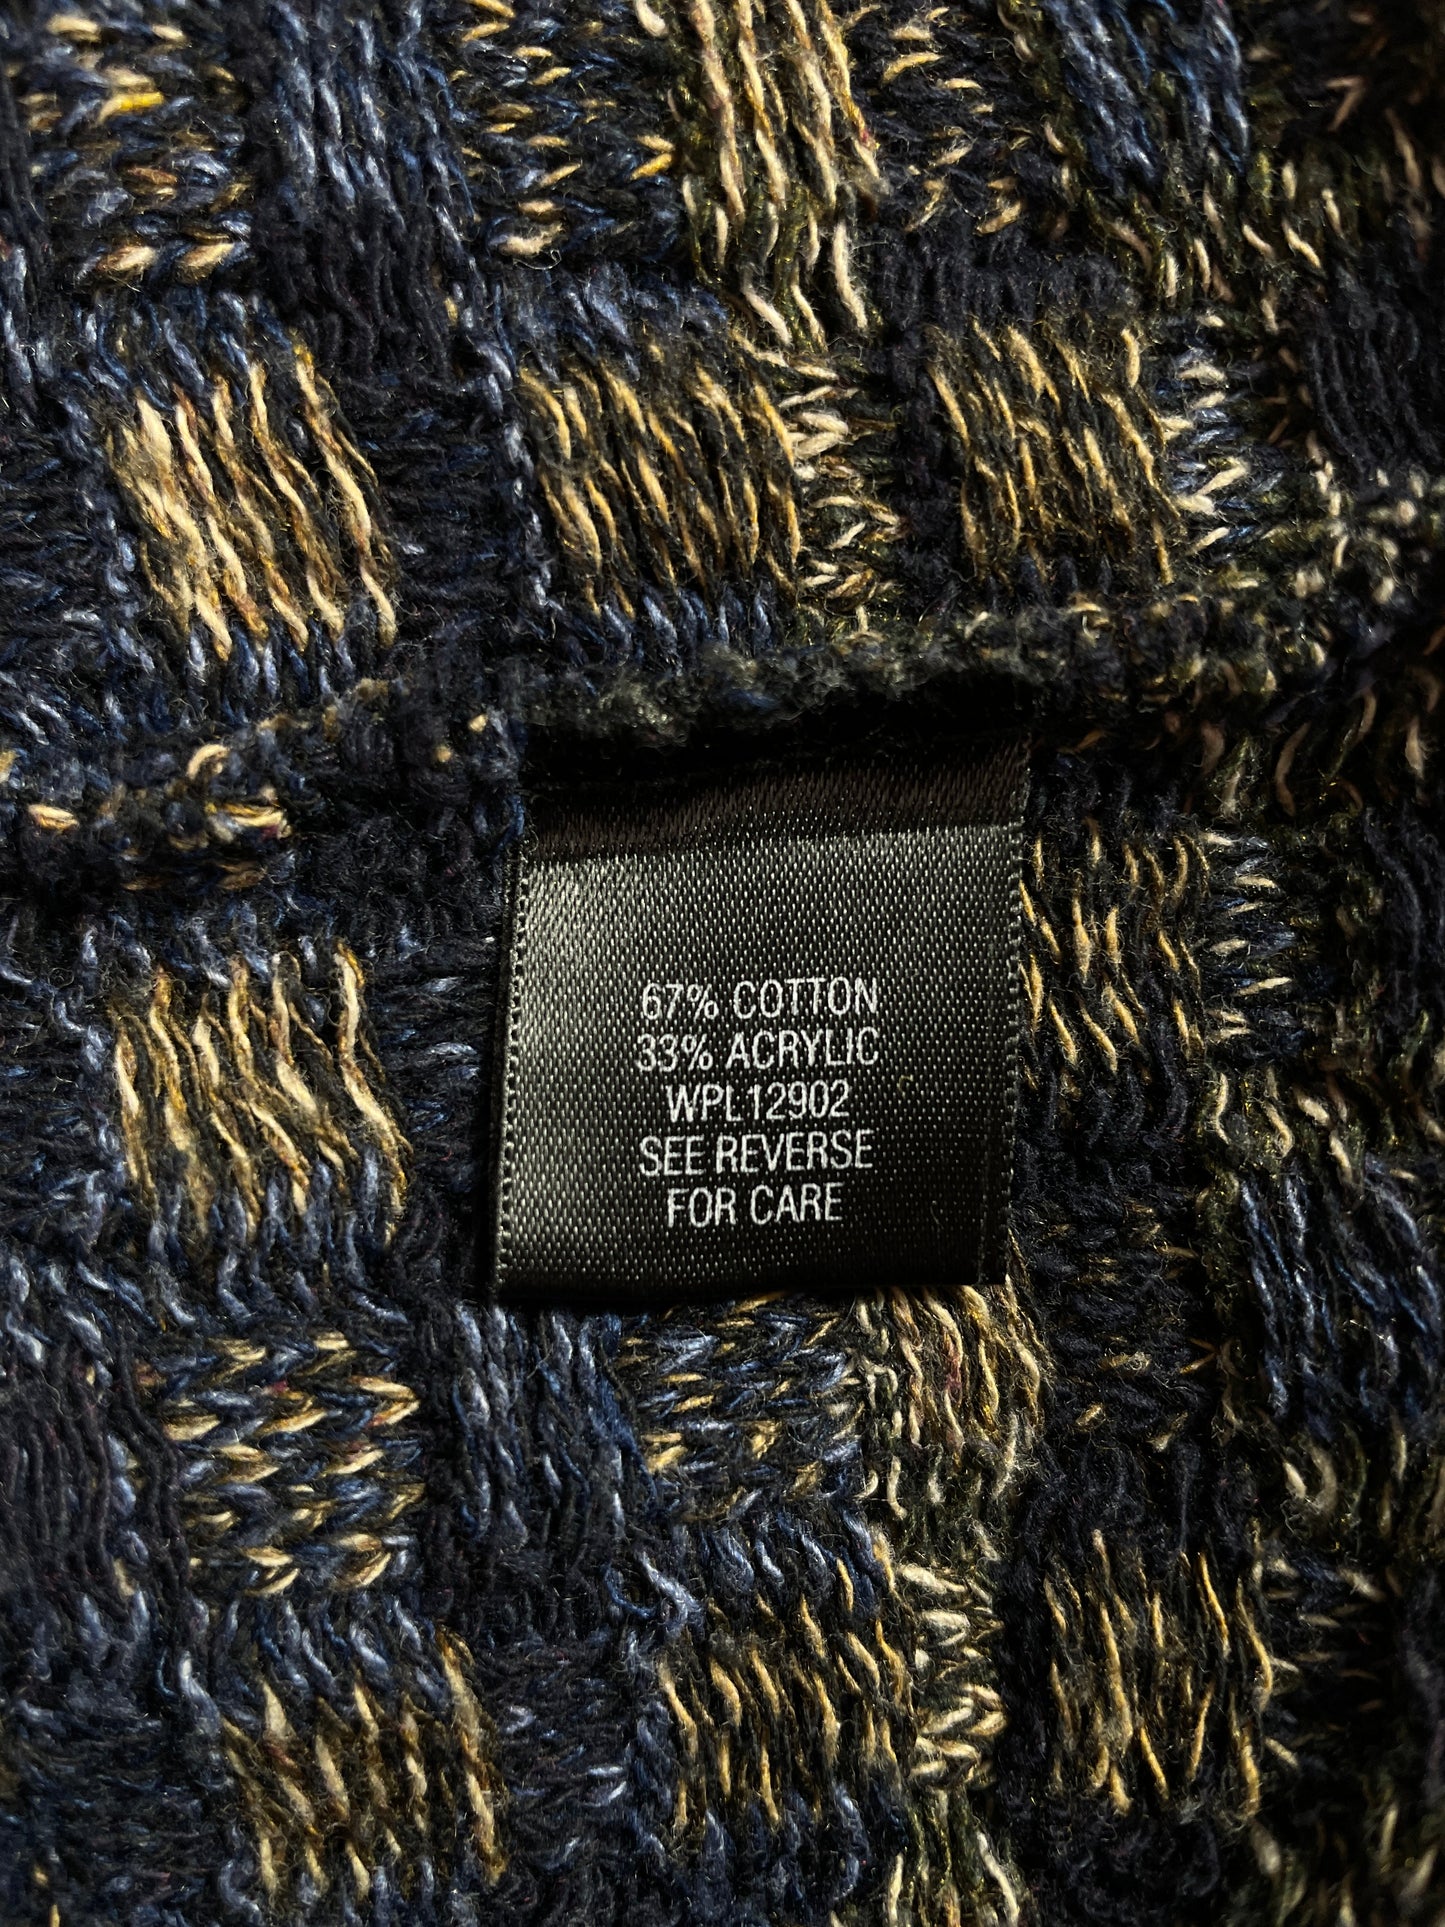 67% COTTON
33% ACRYLIC
WPL12902
SEE REVERSE
FOR CARE